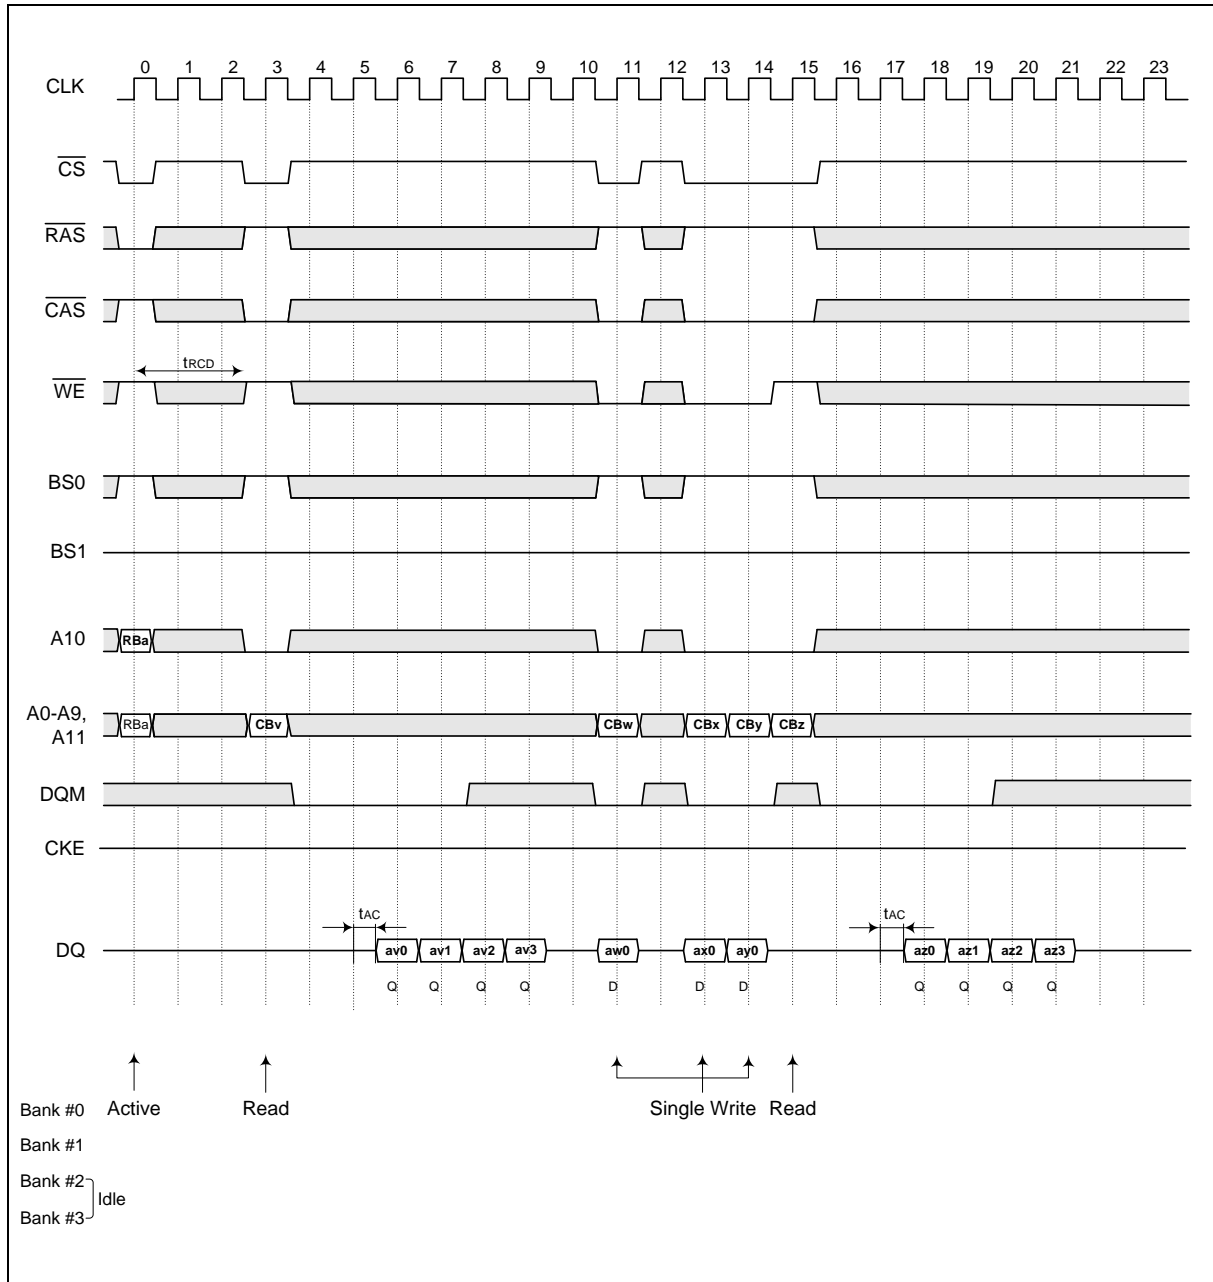 0 1 2 3 4 5 6 7 8 9 10 11 12 13 14 15 16 17 18 19 20 21 22 23
CLK
CS
RAS
CAS
tRCD
WE
BS0
BS1
A10 RBa
A0-A9,
A11
RBa CBv CBw CBx CBy CBz
DQM
CKE
tAC tAC
DQ av0 av1 av2 av3 aw0 ax0 ay0 az0 az1 az2 az3
Q Q Q Q D D D Q Q Q Q
Bank #0 Active Read Single Write Read
Bank #1
Bank #2
Idle
Bank #3